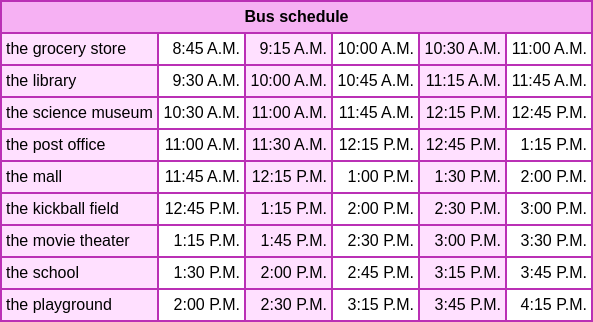 Bus schedule
the grocery store 8:45 A.M. 9:15 A.M. 10:00 A.M. 10:30 A.M. 11:00 A.M.
the library 9:30 A.M. 10:00 A.M. 10:45 A.M. 11:15 A.M. 11:45 A.M.
the science museum 10:30 A.M. 11:00 A.M. 11:45 A.M. 12:15 P.M. 12:45 P.M.
the post office 11:00 A.M. 11:30 A.M. 12:15 P.M. 12:45 P.M. 1:15 P.M.
the mall 11:45 A.M. 12:15 P.M. 1:00 P.M. 1:30 P.M. 2:00 P.M.
the kickball field 12:45 P.M. 1:15 P.M. 2:00 P.M. 2:30 P.M. 3:00 P.M.
the movie theater 1:15 P.M. 1:45 P.M. 2:30 P.M. 3:00 P.M. 3:30 P.M.
the school 1:30 P.M. 2:00 P.M. 2:45 P.M. 3:15 P.M. 3:45 P.M.
the playground 2:00 P.M. 2:30 P.M. 3:15 P.M. 3:45 P.M. 4:15 P.M.